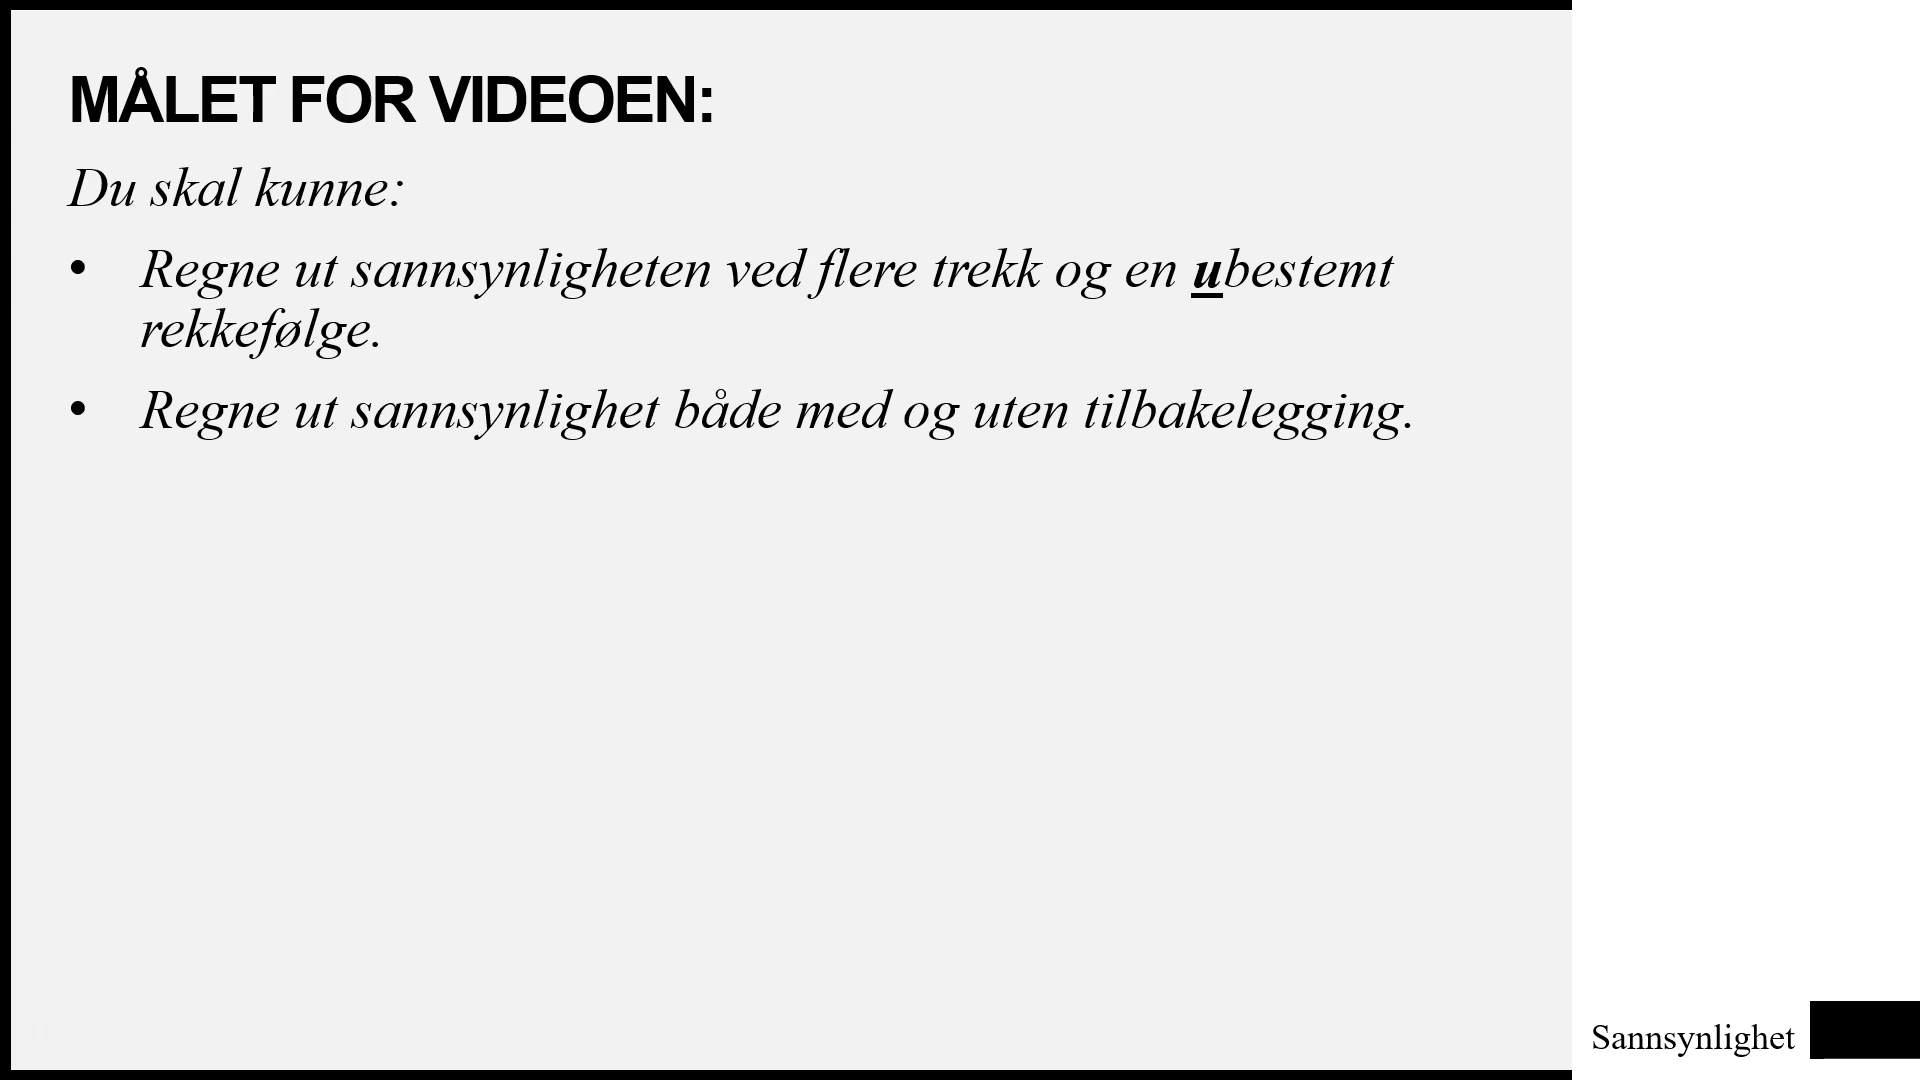 MÅLET FOR VIDEOEN:
Du skal kunne:
• Regne ut sannsynligheten ved flere trekk og en ubestemt
rekkefølge.
• Regne ut sannsynlighet både med og uten tilbakelegging.
Sannsynlighet